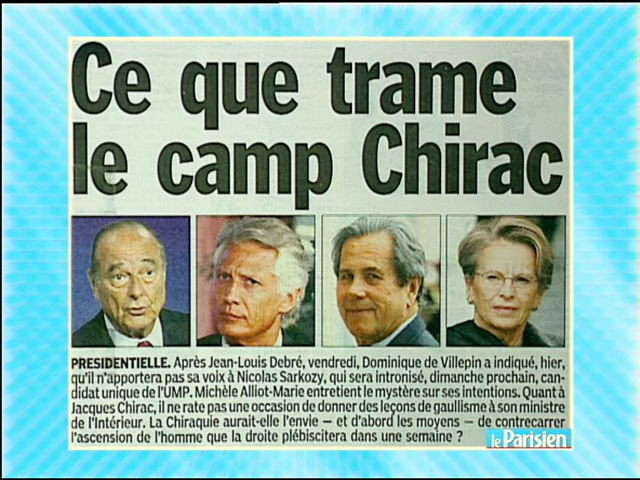 Ce que trame
le camp Chirac
PRESIDENTIELLE. Après Jean-Louis Debré, vendredi, Dominique de Villepin a indiqué, hier,
qu'il n'apportera pas sa voix à Nicolas Sarkozy, qui sera intronisé, dimanche prochain, can-
didat unique de l'UMP. Michèle Alliot-Marie entretient le mystère sur ses intentions. Quant à
Jacques Chirac, il ne rate pas une occasion de donner des leçons de gaullisme à son ministre
de l'Intérieur. La Chiraquie aurait-elle l'envie — et d'abord les moyens — de contrecarrer
l'ascension de l'homme que la droite plébiscitera dans une semaine ?
le Parisien